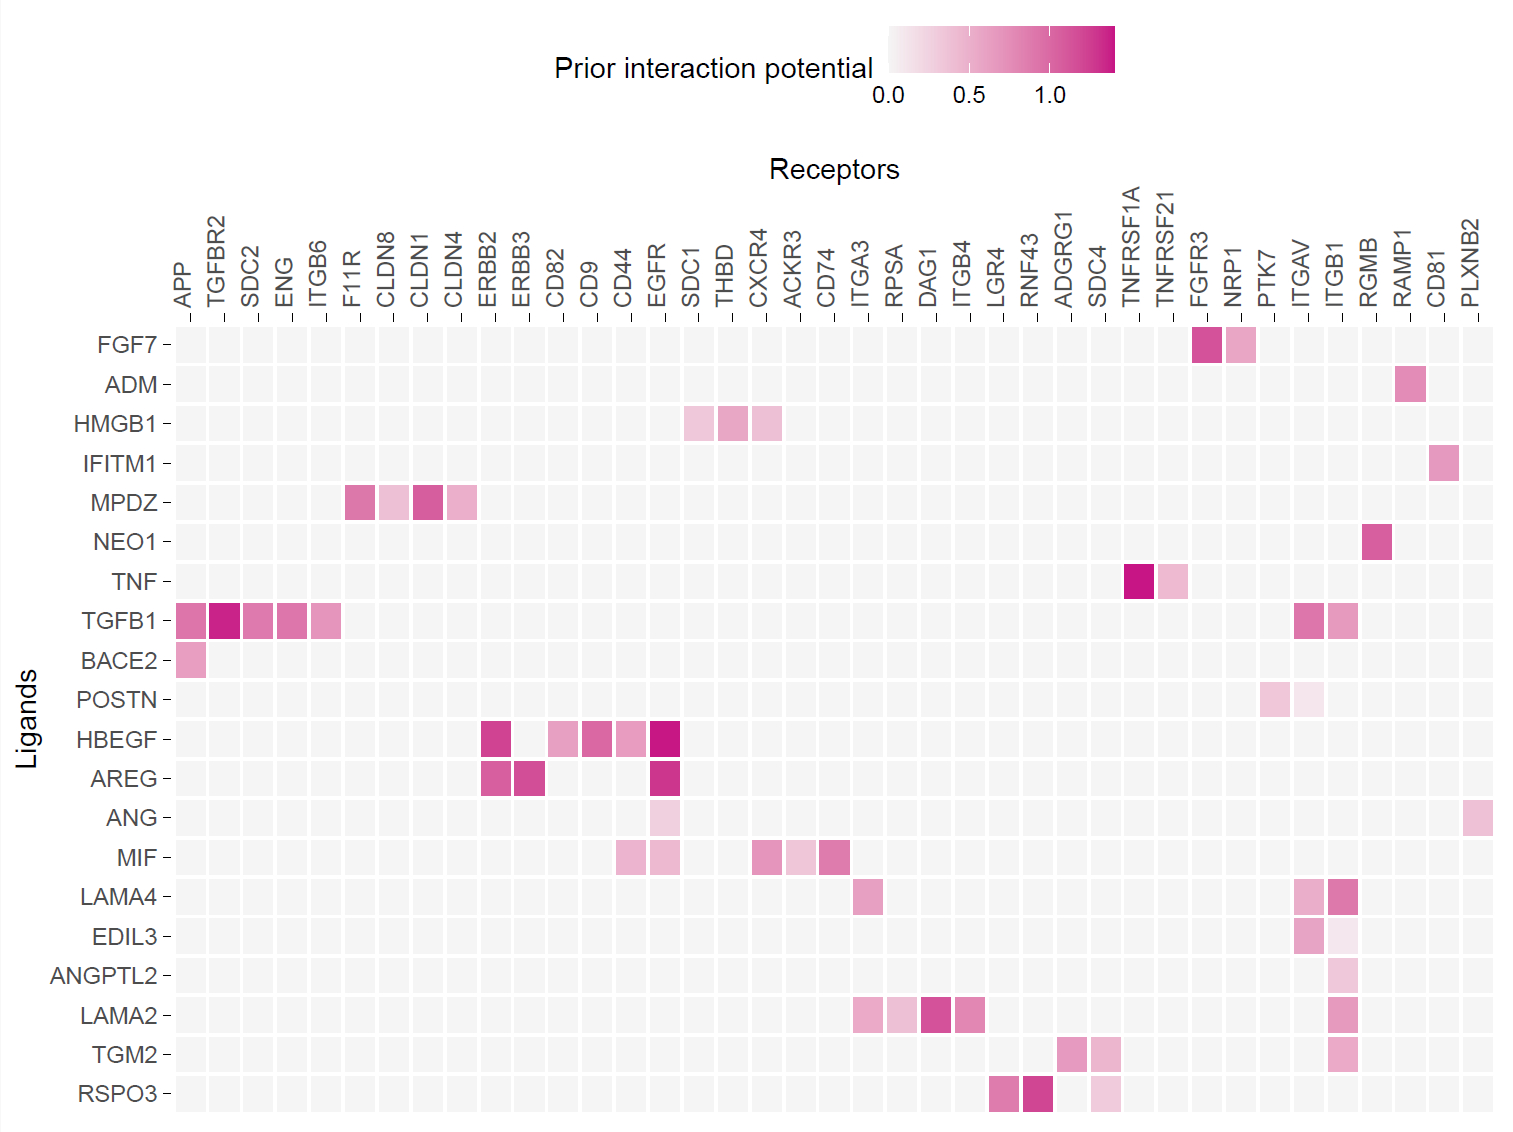 Prior interaction potential
0.0 0.5 1.0
Receptors
APP TGFBR2 SDC2 ENG ITGB6 F11R CLDN8 CLDN1 CLDN4 ERBB2 ERBB3 CD82 CD9 CD44 EGFR SDC1 THBD CXCR4 ACKR3 CD74 ITGA3 RPSA DAG1 ITGB4 LGR4 RNF43 ADGRG1 SDC4 TNFRSF1A TNFRSF21 FGFR3 NRP1 PTK7 ITGAV ITGB1 RGMB RAMP1 CD81 PLXNB2
Ligands
FGF7
ADM
HMGB1
IFITM1
MPDZ
NEO1
TNF
TGFB1
BACE2
POSTN
HBEGF
AREG
ANG
MIF
LAMA4
EDIL3
ANGPTL2
LAMA2
TGM2
RSPO3